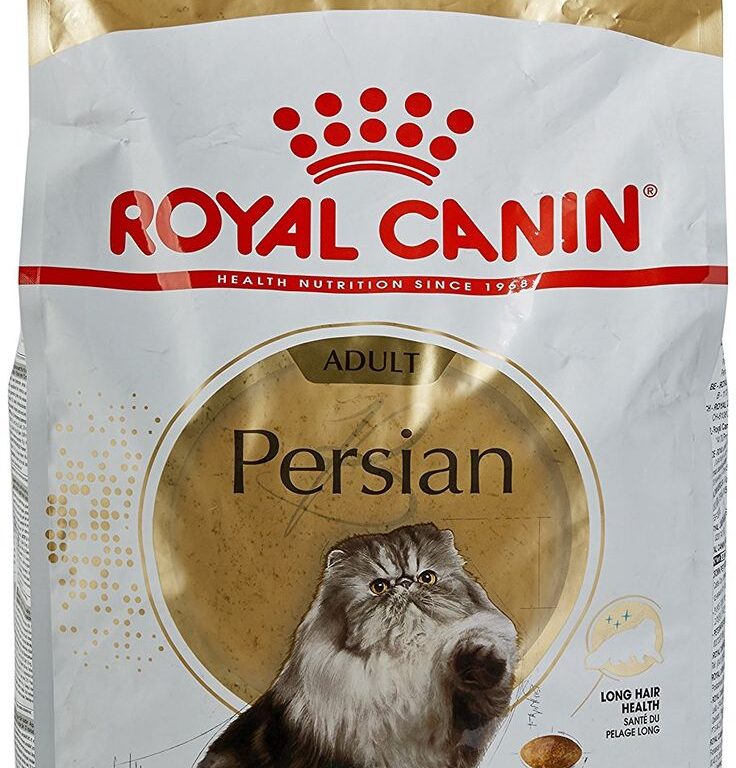 ROYAL CANIN®
HEALTH NUTRITION SINCE 1968
ADULT
Persian
LONG HAIR
HEALTH
SANTÉ DU
PELAGE LONG